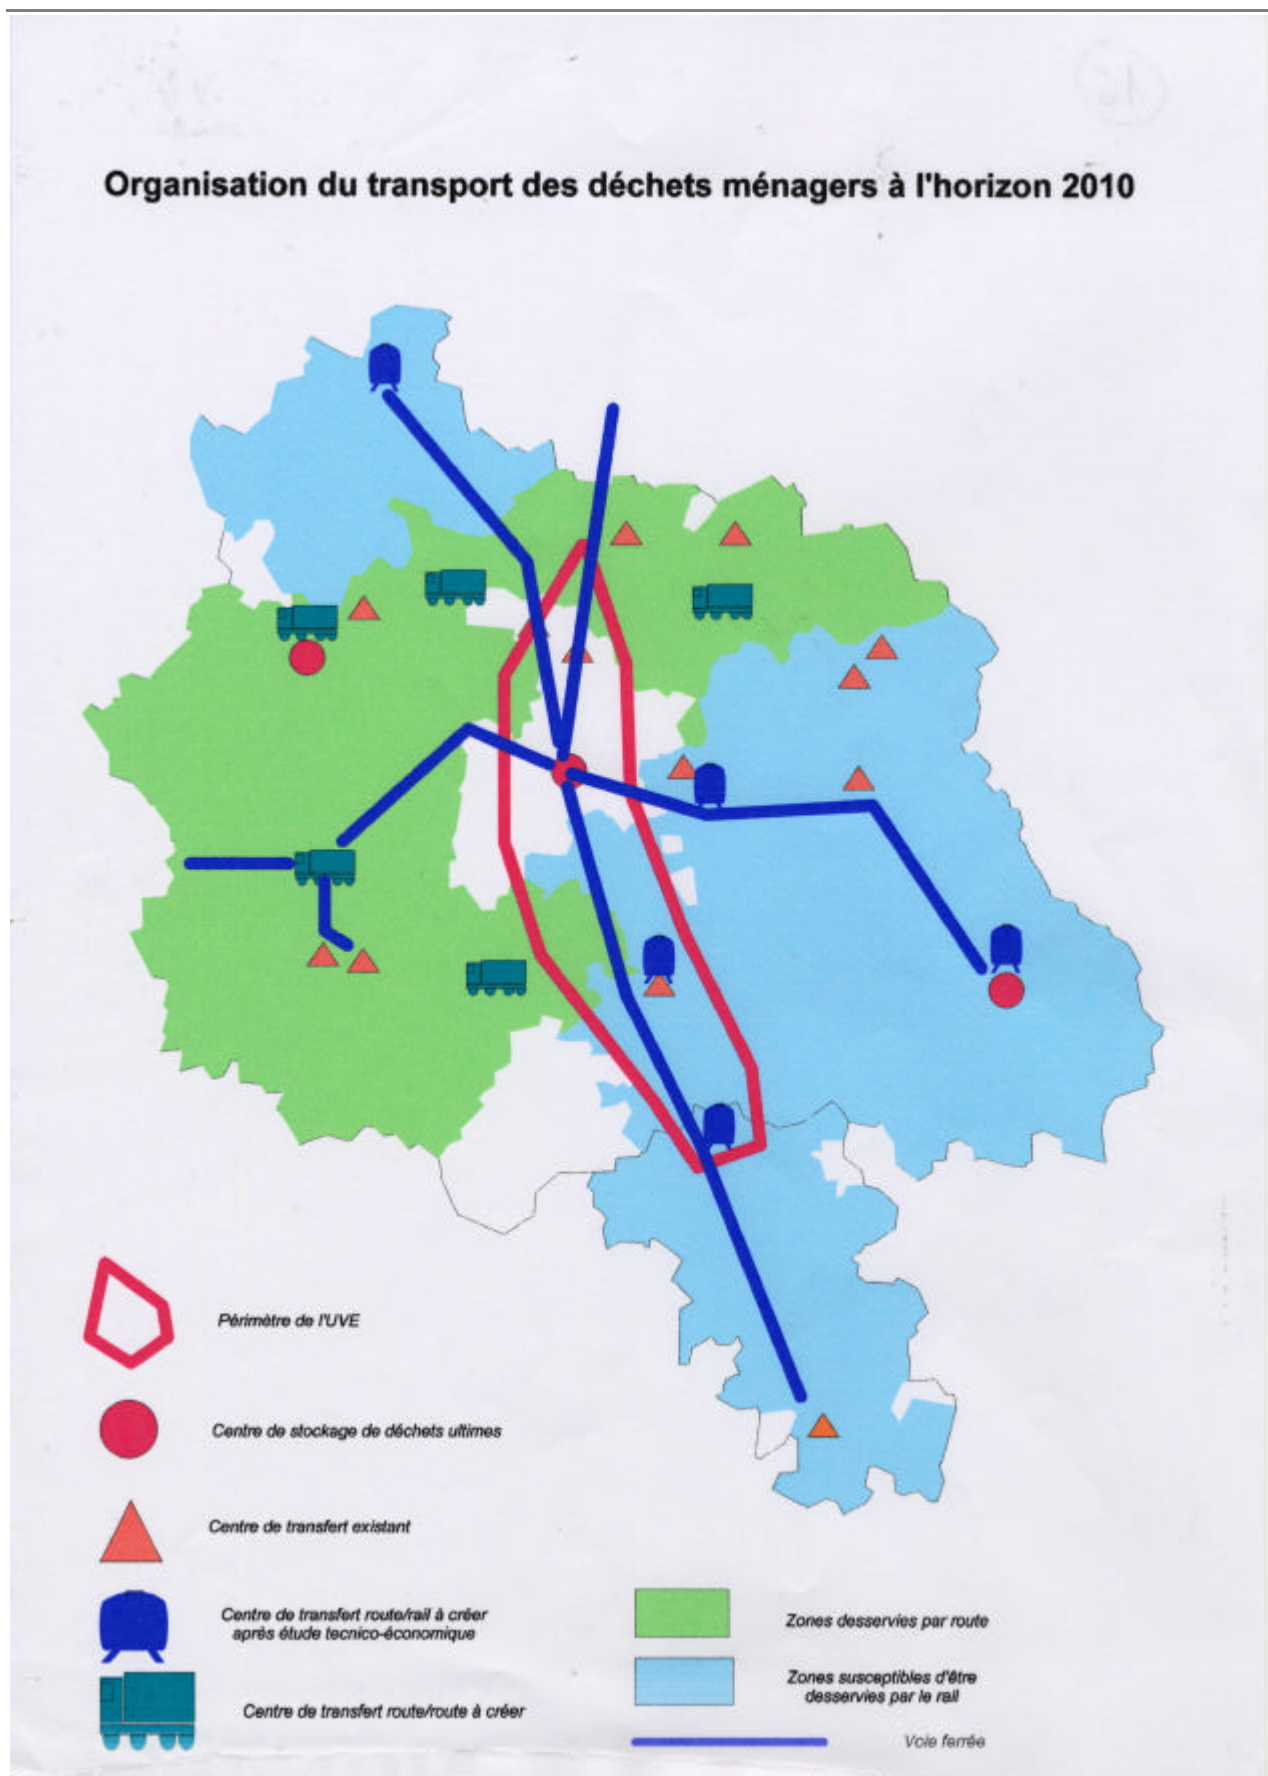 Organisation du transport des déchets ménagers à l'horizon 2010
Périmètre de l'UVE
Centre de stockage de déchets ultimes
Centre de transfert existant
Centre de transfert route/rail à créer
après étude tecnico-économique
Centre de transfert route/route à créer
Zones desservies par route
Zones susceptibles d'être
desservies par le rail
Voie ferrée